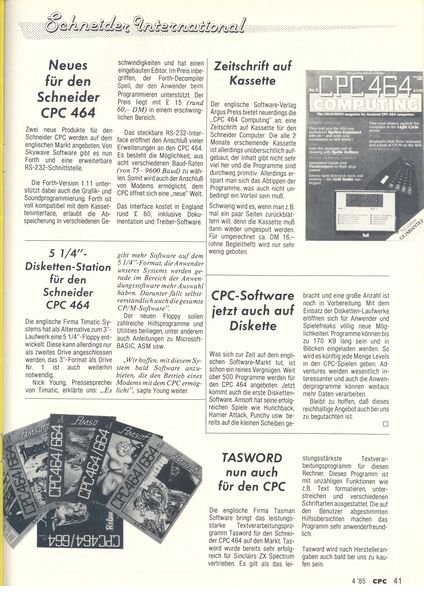 Schneider International
Neues
für den
Schneider
CPC 464
Zwei neue Produkte für den
Schneider CPC werden auf dem
englischen Markt angeboten. Von
Skywave Software gibt es nun
Forth und eine erweiterbare
RS-232-Schnittstelle.
Die Forth-Version 1.11 unter-
stützt dabei auch die Grafik- und
Soundprogrammierung. Forth ist
voll kompatibel mit dem Kasset-
teninterface, erlaubt die Ab-
speicherung in verschiedenen Ge-
schwindigkeiten und hat einen
eingebauten Editor. Im Preis inbe-
griffen, der Forth-Decompiler
Spell, der den Anwender beim
Programmieren unterstützt. Der
Preis liegt mit £ 15 (rund
60,– DM) in einem erschwing-
lichen Bereich.
Das steckbare RS-232-Inter-
face eröffnet den Anschluß vieler
Erweiterungen an den CPC 464.
Es besteht die Möglichkeit, aus
acht verschiedenen Baud-Raten
(von 75 - 9600 Baud) zu wäh-
len. Somit wird auch der Anschluß
von Modems ermöglicht, dem
CPC öffnet sich eine „neue" Welt.
Das Interface kostet in England
rund £ 60, inklusive Doku-
mentation und Treiber-Software.
5 1/4"-
Disketten-Station
für den
Schneider
CPC 464
Die englische Firma Timatic Sy-
stems hat als Alternative zum 3"-
Laufwerk eine 5 1/4"-Floppy ent-
wickelt. Diese kann allerdings nur
als zweites Drive angeschlossen
werden, das 3"-Format als Drive
Nr. 1 ist auch weiterhin
notwendig.
Nick Young, Pressesprecher
von Timatic, erklärte uns: „Es
gibt mehr Software auf dem
5 1/4"-Format, die Anwender
unseres Systems werden ge-
rade im Bereich der Anwen-
dungssoftware mehr Auswahl
haben. Darunter fällt selbst-
verständlich auch die gesamte
CP/M-Software".
Der neuen Floppy sollen
zahlreiche Hilfsprogramme und
Utilities beiliegen, unter anderem
auch Anleitungen zu Microsoft-
BASIC, ASM usw.
„Wir hoffen, mit diesem Sy-
stem bald Software anzu-
bieten, die den Betrieb eines
Modems mit dem CPC ermög-
licht", sagte Young weiter.
Zeitschrift auf
Kassette
Der englische Software-Verlag
Argus Press bietet neuerdings die
„CPC 464 Computing" an; eine
Zeitschrift auf Kassette für den
Schneider Computer. Die alle 2
Monate erscheinende Kassette
ist allerdings unübersichtlich auf-
gebaut, der Inhalt gibt nicht sehr
viel her und die Programme sind
durchweg primitiv. Allerdings er-
spart man sich das Abtippen der
Programme, was auch nicht un-
bedingt ein Vorteil sein muß.
Schwierig wird es, wenn man z.B.
mal ein paar Seiten zurückblät-
tern will, denn die Kassette muß
dann wieder umgespult werden.
Für umgerechnet ca. DM 16.–
(ohne Begleitheft) wird nur sehr
wenig geboten.
CPC 464
COMPUTING
GUARANTEE
CPC-Software
jetzt auch auf
Diskette
Was sich zur Zeit auf dem engli-
schen Software-Markt tut, ist
schon ein reines Vergnügen. Weit
über 500 Programme werden für
den CPC 464 angeboten. Jetzt
kommt auch die erste Disketten-
Software. Amsoft hat seine erfolg-
reichen Spiele wie Hunchback,
Harrier Attack, Punchy usw. be-
reits auf die kleinen Scheiben ge-
bracht und eine große Anzahl ist
noch in Vorbereitung. Mit dem
Einsatz der Disketten-Laufwerke
eröffnen sich für Anwender und
Spielefreaks völlig neue Mög-
lichkeiten. Programme können bis
zu 170 KB lang sein und in
Blöcken eingeladen werden. So
wird es künftig jede Menge Levels
in den CPC-Spielen geben. Ad-
ventures werden wesentlich in-
teressanter und auch die Anwen-
derprogramme können weitaus
mehr Daten verarbeiten.
Bleibt zu hoffen, daß dieses
reichhaltige Angebot auch bei uns
zu begutachten ist.
AMSOFT
CPC464/664
TASWORD
nun auch
für den CPC
Die englische Firma Tasman
Software bringt das leistungs-
starke Textverarbeitungspro-
gramm Tasword für den Schnei-
der CPC 464 auf den Markt. Tas-
word wurde bereits sehr erfolg-
reich für Sinclairs ZX Spectrum
vertrieben. Es gilt als das lei-
stungsstärkste Textverar-
beitungsprogramm für diesen
Rechner. Dieses Programm ist
mit unzähligen Funktionen wie
z.B. Text formatieren, unter-
streichen und verschiedenen
Schriftarten ausgestattet. Die auf
den Benutzer abgestimmten
Hilfsübersichten machen das
Programm sehr anwenderfreund-
lich.
Tasword wird nach Herstelleran-
gaben auch bald bei uns zu kau-
fen sein.
4'85 CPC 41